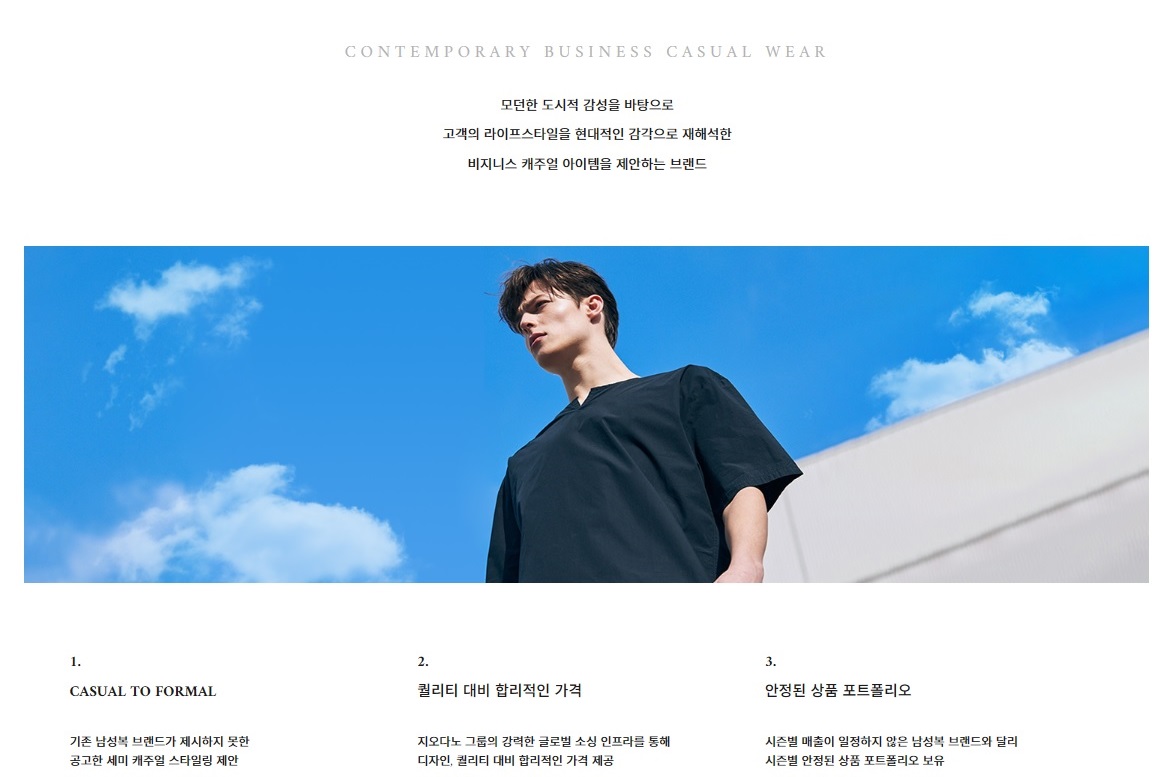 CONTEMPORARY BUSINESS CASUAL WEAR
모던한 도시적 감성을 바탕으로
고객의 라이프스타일을 현대적인 감각으로 재해석한
비지니스 캐주얼 아이템을 제안하는 브랜드
1.
CASUAL TO FORMAL
기존 남성복 브랜드가 제시하지 못한
공고한 세미 캐주얼 스타일링 제안
2.
퀄리티 대비 합리적인 가격
지오다노 그룹의 강력한 글로벌 소싱 인프라를 통해
디자인, 퀄리티 대비 합리적인 가격 제공
3.
안정된 상품 포트폴리오
시즌별 매출이 일정하지 않은 남성복 브랜드와 달리
시즌별 안정된 상품 포트폴리오 보유